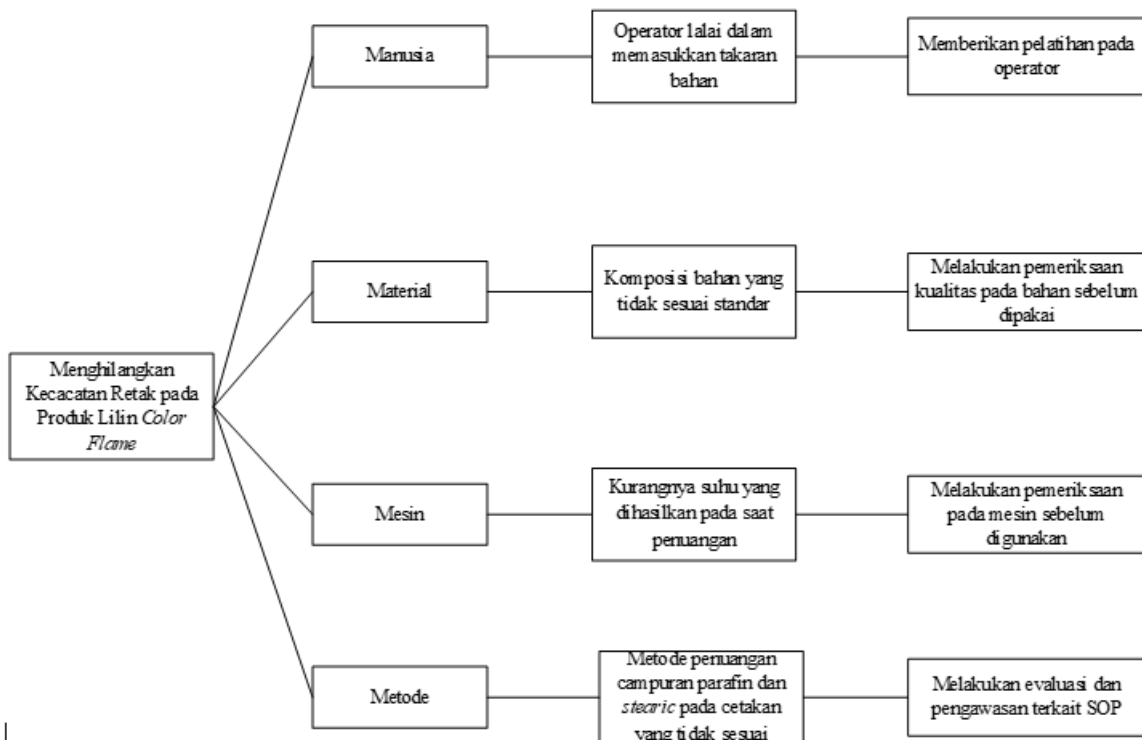 Manusia
Operator lalai dalam
memasukkan takaran
bahan
Memberikan pelatihan pada
operator
Material
Komposisi bahan yang
tidak sesuai standar
Melakukan pemeriksaan
kualitas pada bahan sebelum
dipakai
Menghilangkan
Kecacatan Retak pada
Produk Lilin Color
Flame
Mesin
Kurangnya suhu yang
dihasilkan pada saat
penuangan
Melakukan pemeriksaan
pada mesin sebelum
digunakan
Metode
Metode penuangan
campuran parafin dan
stearic pada cetakan
yang tidak sesuai
Melakukan evaluasi dan
pengawasan terkait SOP